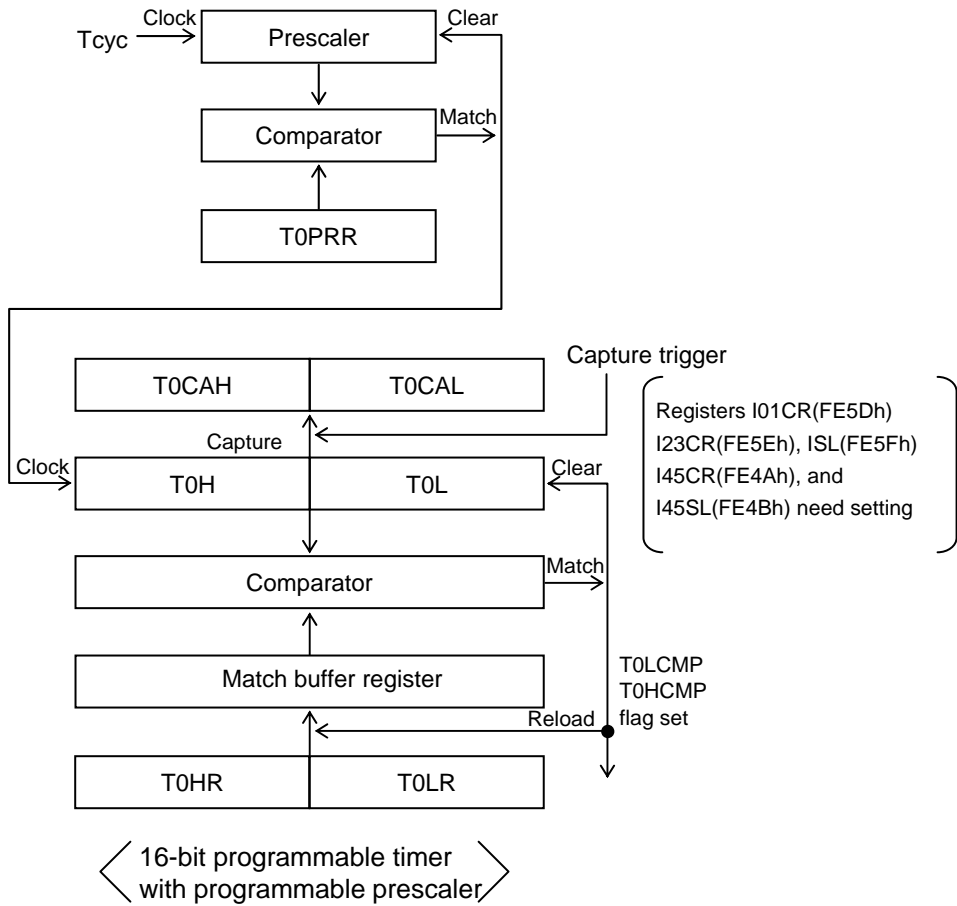 Clock
Clear
Tcyc
Prescaler
Match
Comparator
T0PRR
Capture trigger
T0CAH
T0CAL
Registers I01CR(FE5Dh)
I23CR(FE5Eh), ISL(FE5Fh)
I45CR(FE4Ah), and
I45SL(FE4Bh) need setting
Capture
Clock
Clear
T0H
T0L
Match
Comparator
T0LCMP
T0HCMP
flag set
Match buffer register
Reload
T0HR
T0LR
16-bit programmable timer
with programmable prescaler